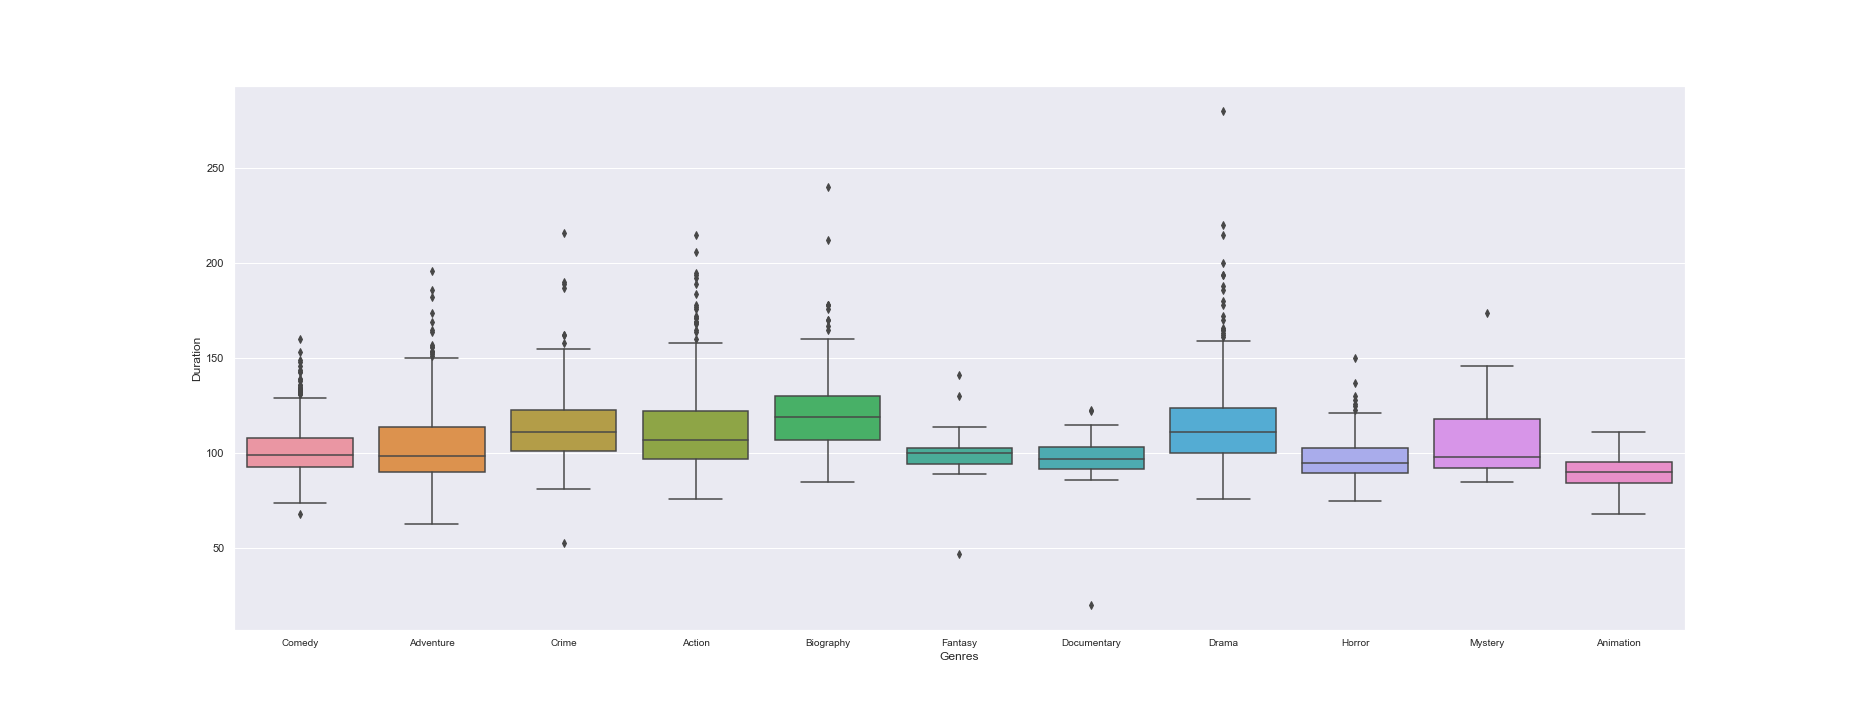 250
200
150
100
50
Duration
Comedy Adventure Crime Action Biography Fantasy Documentary Drama Horror Mystery Animation
Genres